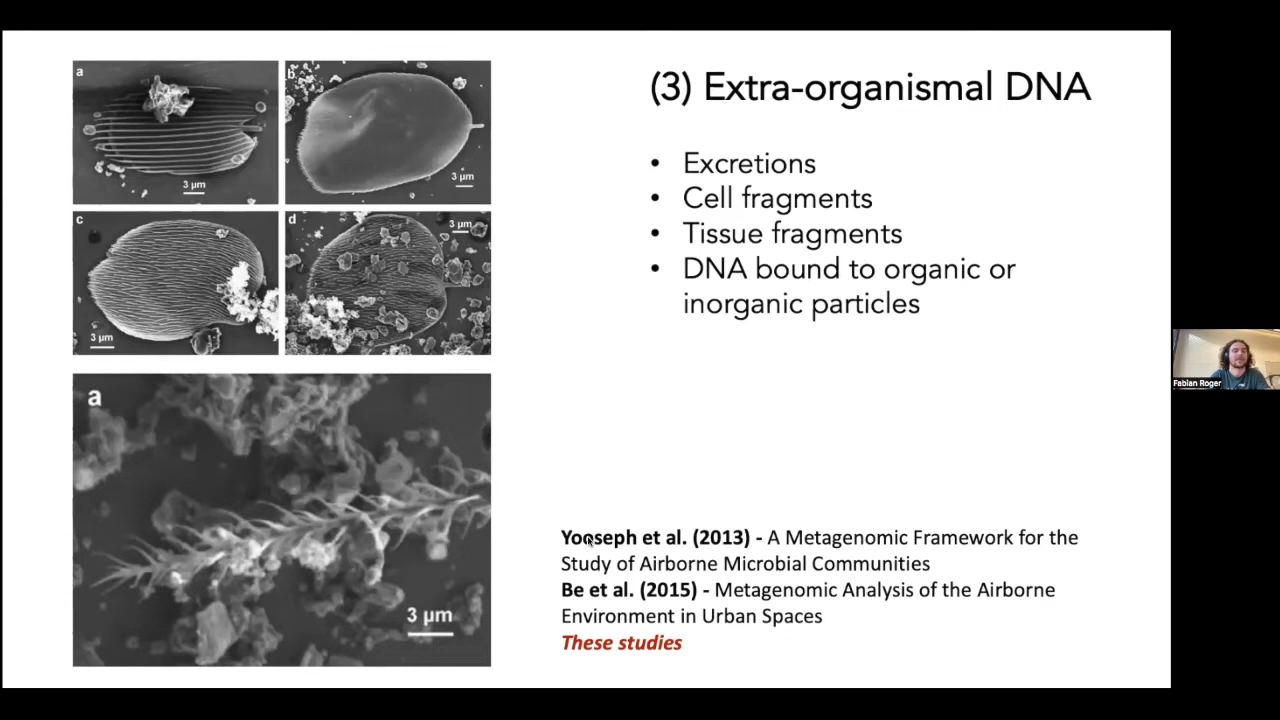 (3) Extra-organismal DNA
• Excretions
• Cell fragments
• Tissue fragments
• DNA bound to organic or
inorganic particles
a
3 µm
b
3 µm
c
3 µm
d
3 µm
a
3 µm
Yooseph et al. (2013) - A Metagenomic Framework for the
Study of Airborne Microbial Communities
Be et al. (2015) - Metagenomic Analysis of the Airborne
Environment in Urban Spaces
These studies
Fabian Roger